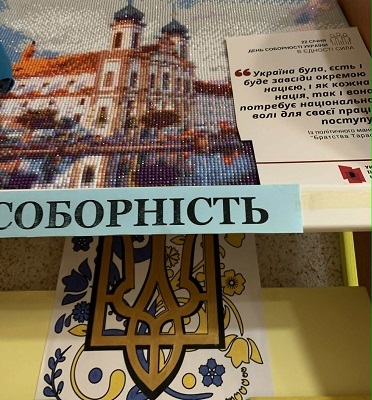 22 СІЧНЯ
ДЕНЬ СОБОРНОСТІ УКРАЇНИ
В ЄДНОСТІ СИЛА
“Україна була, єсть і
буде завсіди окремою
нацією, і як кожна
нація, так і вона
потребує національно
волі для своєї праці
поступу
Із політичного
"Братства Тарас
СОБОРНІСТЬ